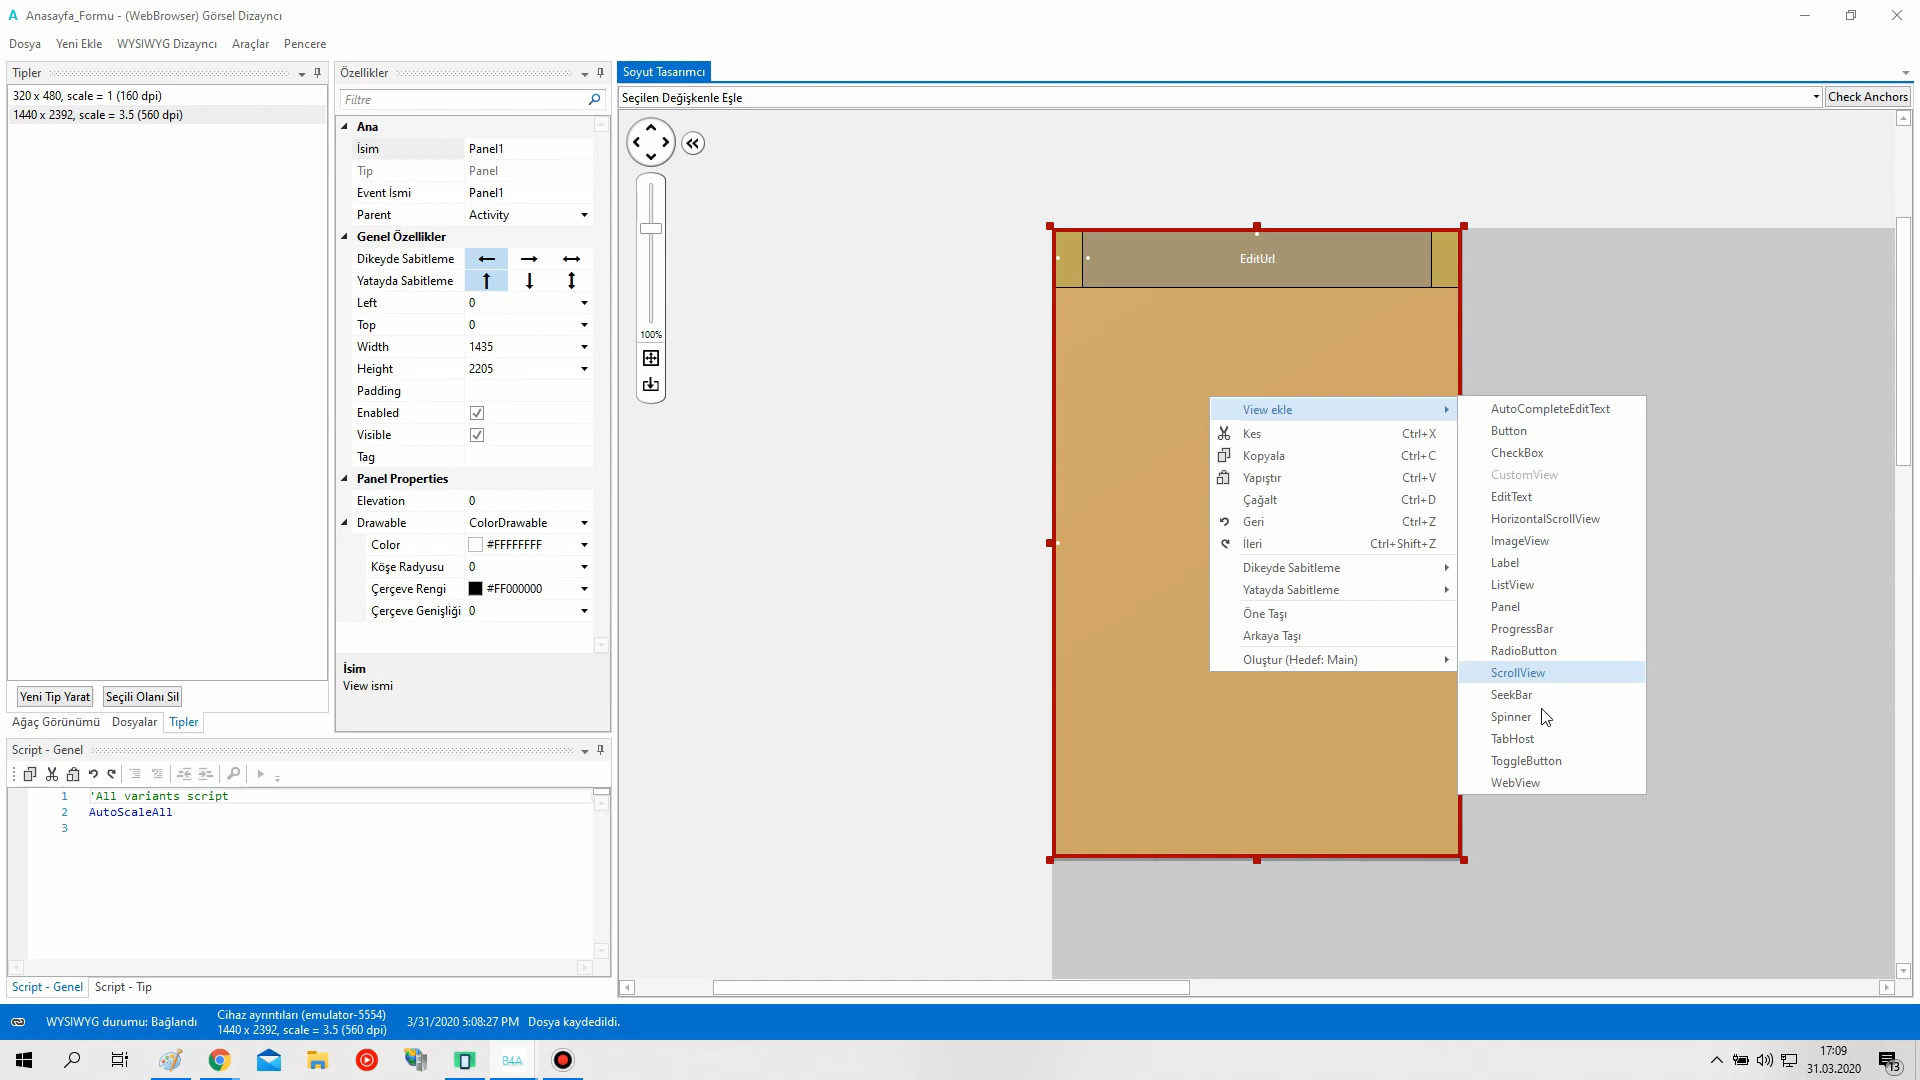 Anasayfa_Formu - (WebBrowser) Görsel Dizaynci
Dosya Yeni Ekle WYSIWYG Dizayncı Araçlar Pencere
Tipler
320 x 480, scale = 1 (160 dpi)
1440 x 2392, scale = 3.5 (560 dpi)
Yeni Tip Yarat Seçili Olanı Sil
Ağaç Görünümü Dosyalar Tipler
Özellikler
Filtre
Ana
İsim Panel1
Tip Panel
Event İsmi Panel1
Parent Activity
Genel Özellikler
Dikeyde Sabitleme
Yatayda Sabitleme
Left 0
Top 0
Width 1435
Height 2205
Padding
Enabled
Visible
Tag
Panel Properties
Elevation 0
Drawable ColorDrawable
Color #FFFFFFFF
Köşe Radyusu 0
Çerçeve Rengi #FF000000
Çerçeve Genişliği 0
İsim
View ismi
Script - Genel
1 'All variants script
2 AutoScaleAll
3
Script - Genel Script - Tip
Soyut Tasarımcı
Seçilen Değişkenle Eşle Check Anchors
100%
EditUrl
View ekle
Kes Ctrl+X
Kopyala Ctrl+C
Yapıştır Ctrl+V
Çağalt Ctrl+D
Geri Ctrl+Z
İleri Ctrl+Shift+Z
Dikeyde Sabitleme
Yatayda Sabitleme
Öne Taşı
Arkaya Taşı
Oluştur (Hedef: Main)
AutoCompleteEditText
Button
CheckBox
CustomView
EditText
HorizontalScrollView
ImageView
Label
ListView
Panel
ProgressBar
RadioButton
ScrollView
SeekBar
Spinner
TabHost
ToggleButton
WebView
WYSIWYG durumu: Bağlandı
Cihaz ayrıntıları (emulator-5554)
1440 x 2392, scale = 3.5 (560 dpi)
3/31/2020 5:08:27 PM Dosya kaydedildi.
B4A
17:09
31.03.2020
13